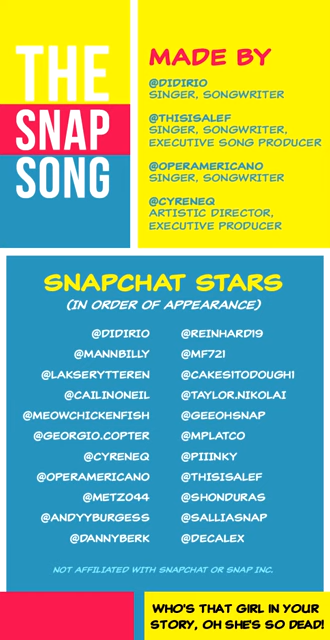 THE
SNAP
SONG
MADE BY
@DIDIRIO
SINGER, SONGWRITER
@THISISALEF
SINGER, SONGWRITER,
EXECUTIVE SONG PRODUCER
@OPERAMERICANO
SINGER, SONGWRITER
@CYRENEQ
ARTISTIC DIRECTOR,
EXECUTIVE PRODUCER
SNAPCHAT STARS
(IN ORDER OF APPEARANCE)
@DIDIRIO
@MANNBILLY
@LAKSERYTTEREN
@CAILINONEIL
@MEOWCHICKENFISH
@GEORGIO.COPTER
@CYRENEQ
@OPERAMERICANO
@METZ044
@ANDYYBURGESS
@DANNYBERK
@REINHARD19
@MF721
@CAKES1TODOUGH1
@TAYLOR.NIKOLAI
@GEEOHSNAP
@MPLATCO
@PIIINKY
@THISISALEF
@SHONDURAS
@SALLIASNAP
@DECALEX
NOT AFFILIATED WITH SNAPCHAT OR SNAP INC.
WHO'S THAT GIRL IN YOUR
STORY, OH SHE'S SO DEAD!